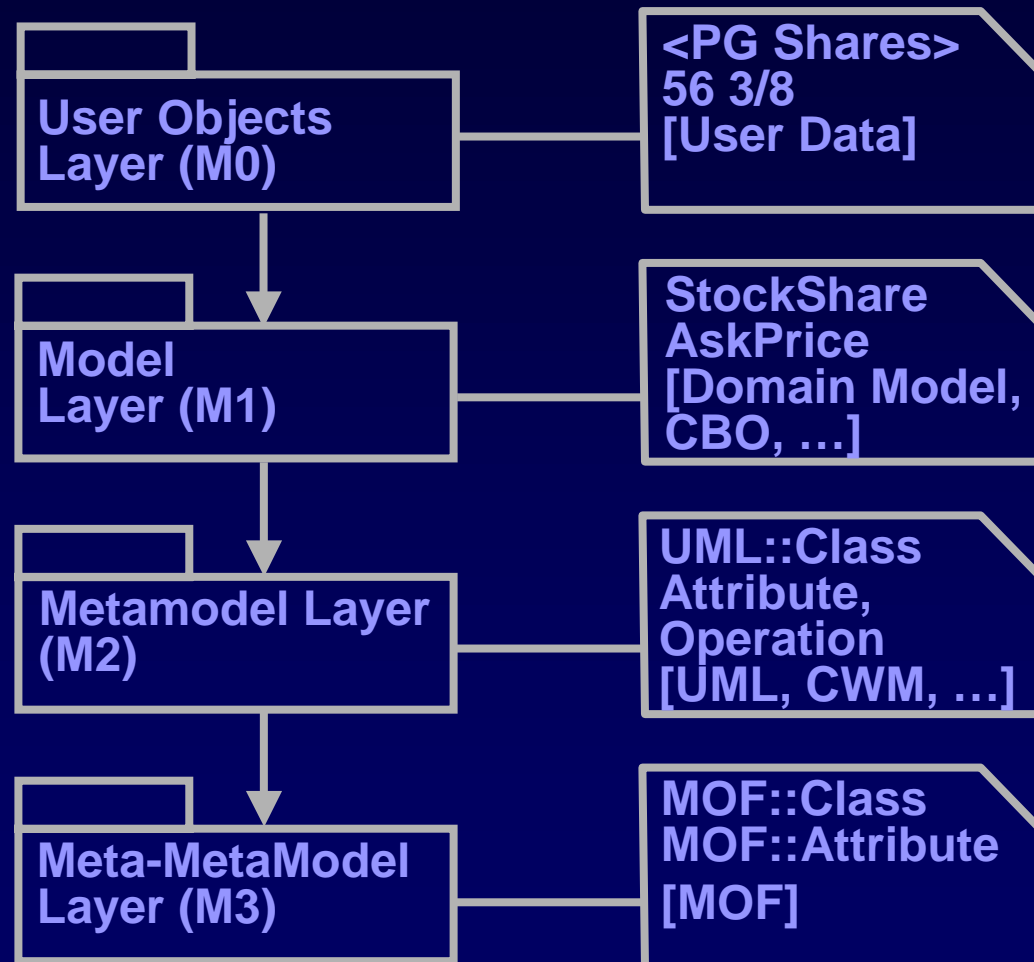 User Objects
Layer (M0)
<PG Shares>
56 3/8
[User Data]
Model
Layer (M1)
StockShare
AskPrice
[Domain Model,
CBO, …]
Metamodel Layer
(M2)
UML::Class
Attribute,
Operation
[UML, CWM, …]
Meta-MetaModel
Layer (M3)
MOF::Class
MOF::Attribute
[MOF]